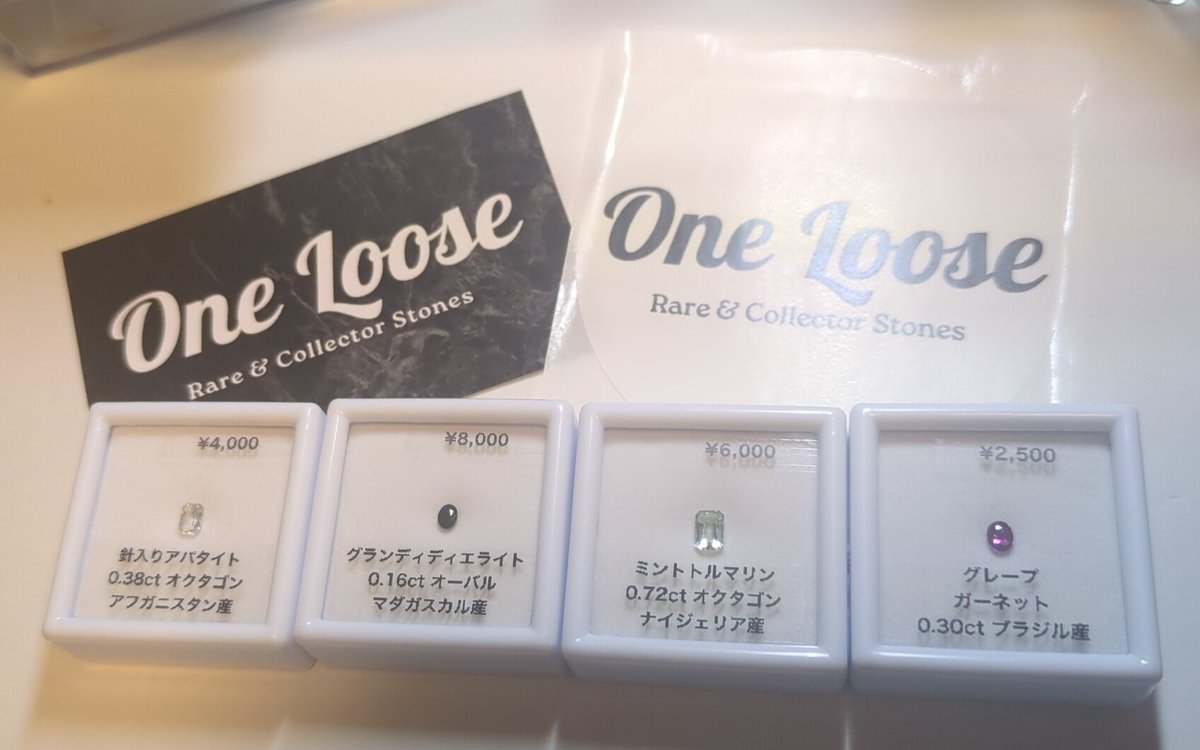 One Loose
Rare & Collector Stones
One Loose
Rare & Collector Stones
¥4,000
針入りアパタイト
0.38ct オクタゴン
アフガニスタン産
¥8,000
グランディディエライト
0.16ct オーバル
マダガスカル産
¥6,000
ミントトルマリン
0.72ct オクタゴン
ナイジェリア産
¥2,500
グレープ
ガーネット
0.30ct ブラジル産